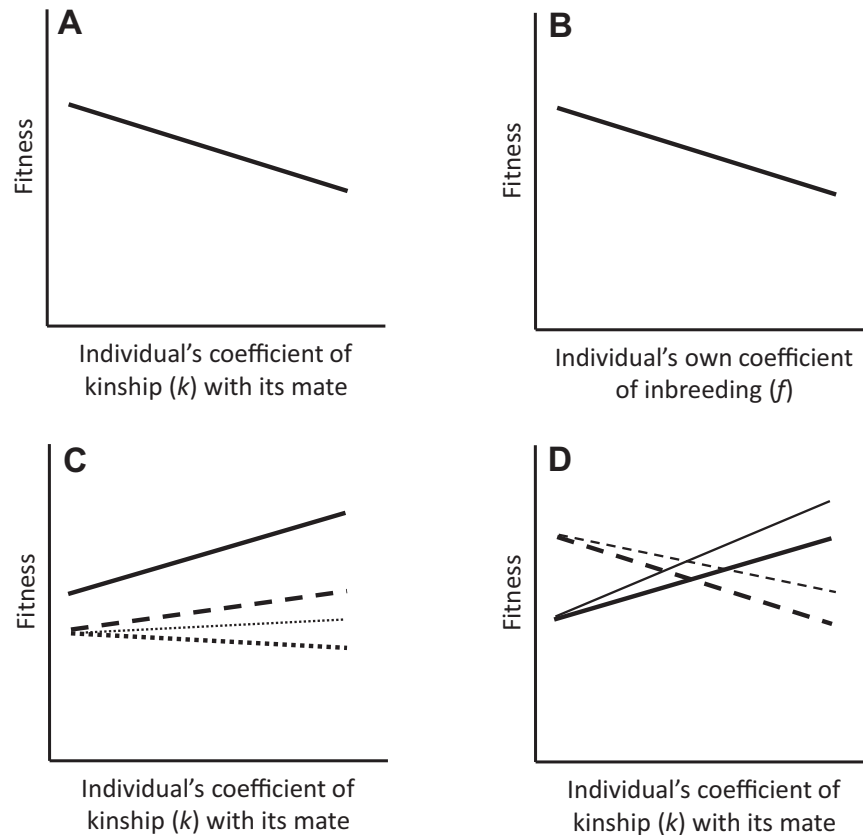 A
Fitness
Individual's coefficient of
kinship (k) with its mate
B
Fitness
Individual's own coefficient
of inbreeding (f)
C
Fitness
Individual's coefficient of
kinship (k) with its mate
D
Fitness
Individual's coefficient of
kinship (k) with its mate